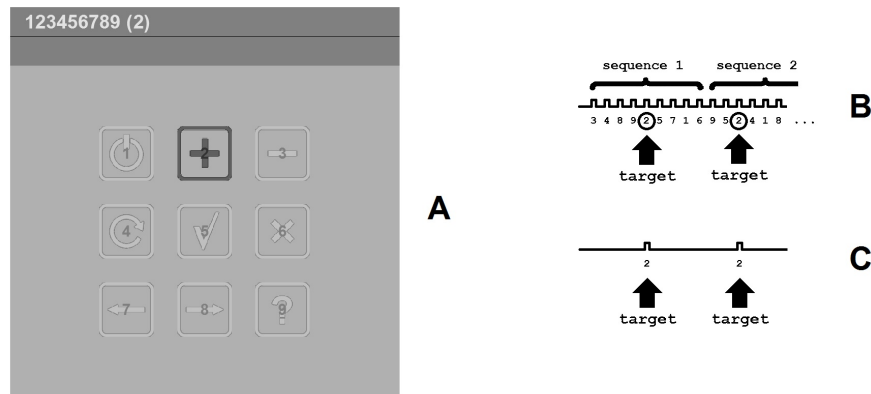 123456789 (2)
1
2
3
4
5
6
7
8
9
A
sequence 1 sequence 2
3 4 8 9 2 5 7 1 6 9 5 2 4 1 8 ...
target target
B
2 2
target target
C